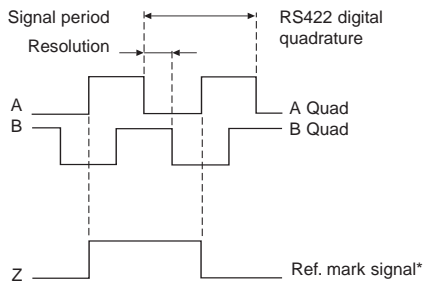 Signal period
RS422 digital
quadrature
Resolution
A
A Quad
B
B Quad
Z
Ref. mark signal*